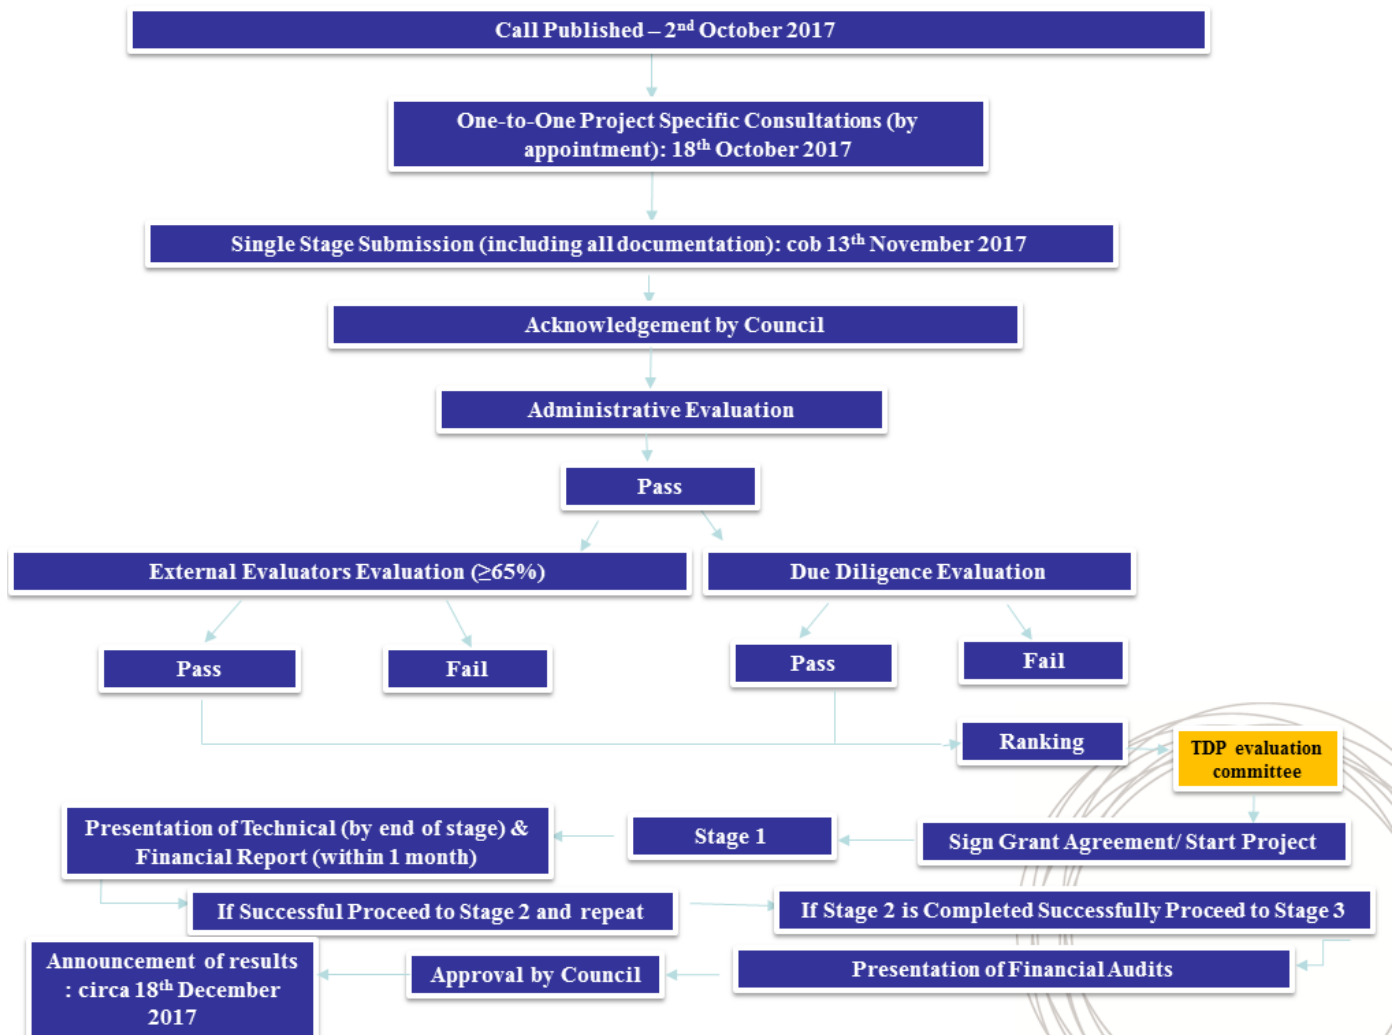 Call Published – 2nd October 2017
One-to-One Project Specific Consultations (by
appointment): 18th October 2017
Single Stage Submission (including all documentation): cob 13th November 2017
Acknowledgement by Council
Administrative Evaluation
Pass
External Evaluators Evaluation (≥65%)
Due Diligence Evaluation
Pass
Fail
Pass
Fail
Ranking
TDP evaluation
committee
Presentation of Technical (by end of stage) &
Financial Report (within 1 month)
Stage 1
Sign Grant Agreement/ Start Project
If Successful Proceed to Stage 2 and repeat
If Stage 2 is Completed Successfully Proceed to Stage 3
Announcement of results
: circa 18th December
2017
Approval by Council
Presentation of Financial Audits